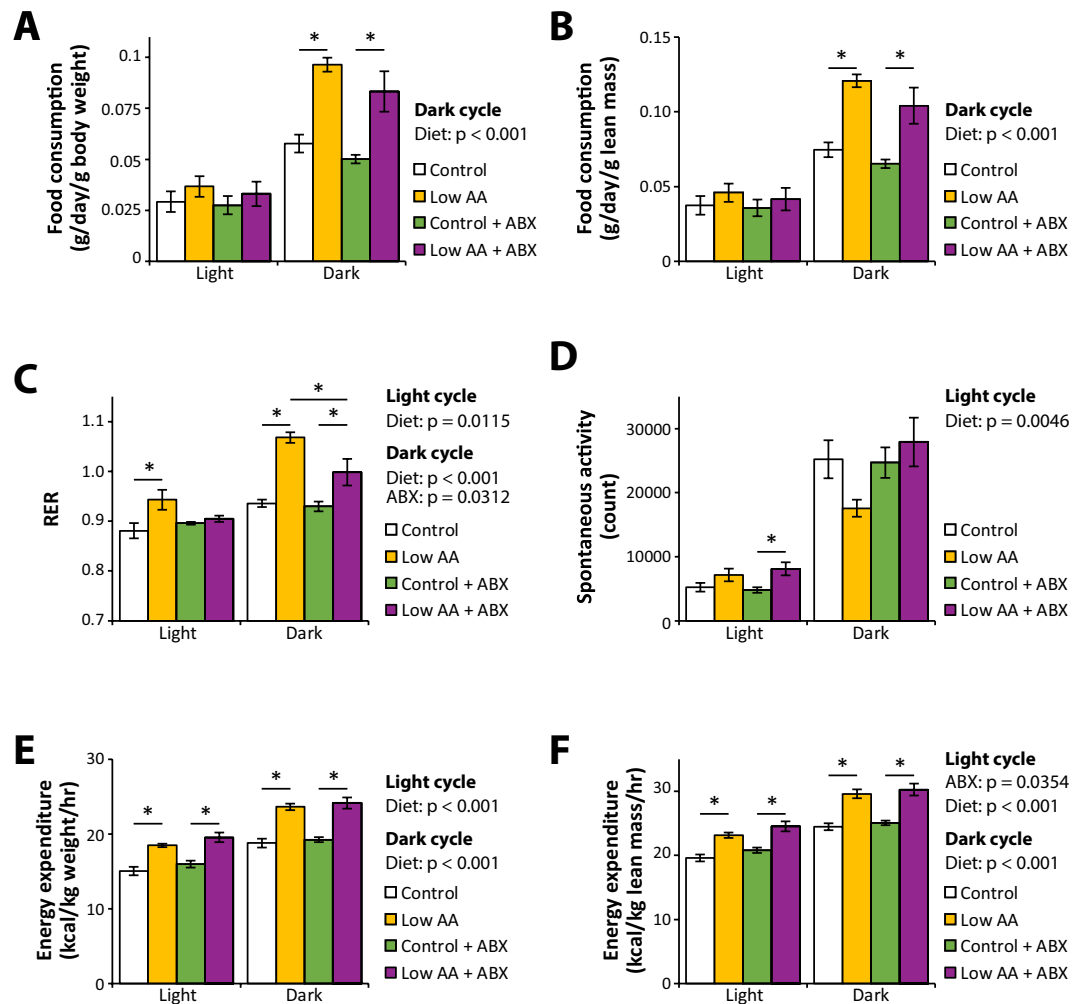 A
Food consumption
(g/day/g body weight)
0.1
0.075
0.05
0.025
0
* *
Light Dark
Dark cycle
Diet: p < 0.001
Control
Low AA
Control + ABX
Low AA + ABX
B
Food consumption
(g/day/g lean mass)
0.15
0.10
0.05
0
* *
Light Dark
Dark cycle
Diet: p < 0.001
Control
Low AA
Control + ABX
Low AA + ABX
C
RER
1.1
1.0
0.9
0.8
0.7
*
* * *
Light Dark
Light cycle
Diet: p = 0.0115
Dark cycle
Diet: p < 0.001
ABX: p = 0.0312
Control
Low AA
Control + ABX
Low AA + ABX
D
Spontaneous activity
(count)
30000
20000
10000
0
*
Light Dark
Light cycle
Diet: p = 0.0046
Control
Low AA
Control + ABX
Low AA + ABX
E
Energy expenditure
(kcal/kg weight/hr)
30
20
10
0
* * * *
Light Dark
Light cycle
Diet: p < 0.001
Dark cycle
Diet: p < 0.001
Control
Low AA
Control + ABX
Low AA + ABX
F
Energy expenditure
(kcal/kg lean mass/hr)
30
20
10
0
* * * *
Light Dark
Light cycle
ABX: p = 0.0354
Diet: p < 0.001
Dark cycle
Diet: p < 0.001
Control
Low AA
Control + ABX
Low AA + ABX